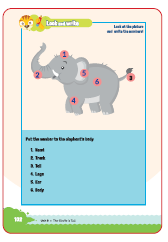 Look and write
Look at the picture
and write the numbers!
1
2
3
5
6
4
Put the number to the elephant's body.
1. Head
2. Trunk
3. Tail
4. Legs
5. Ear
6. Body